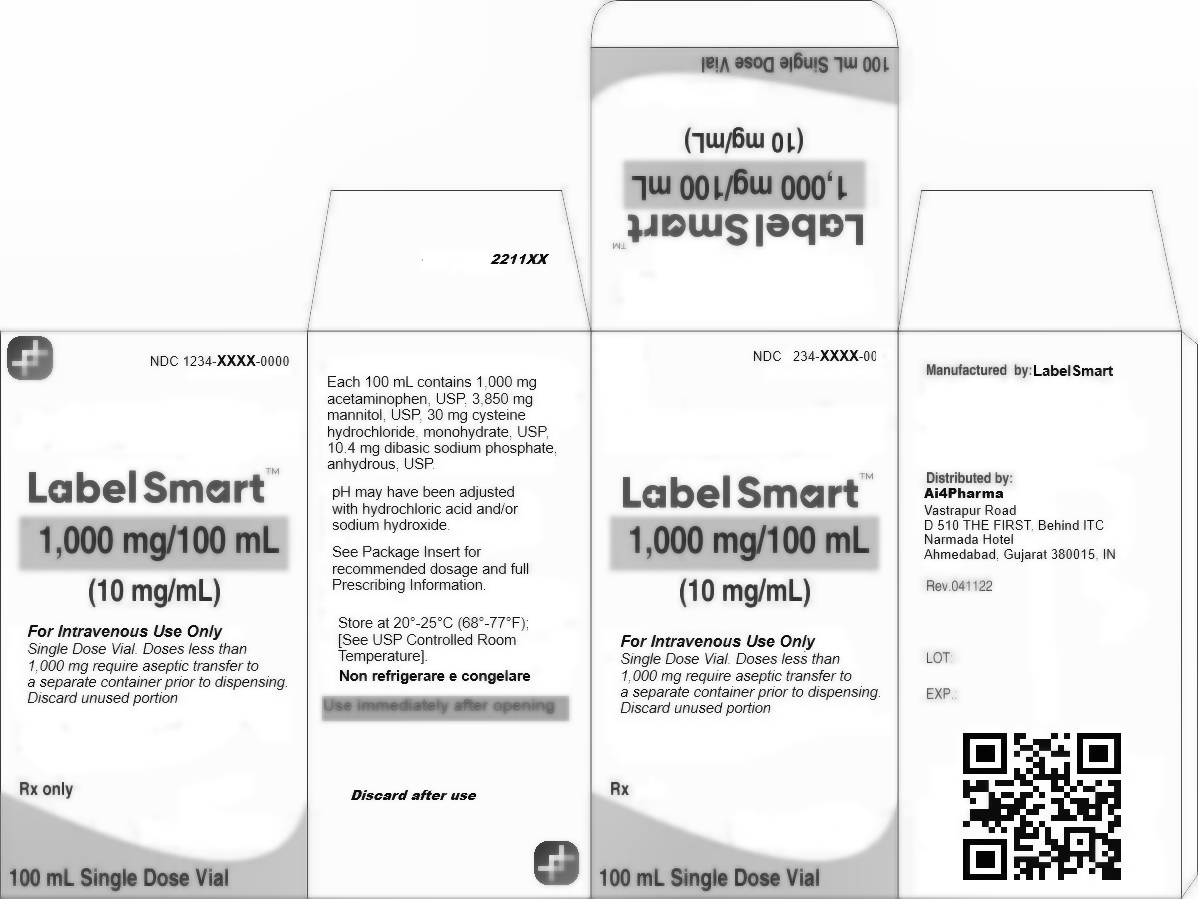 100 mL Single Dose Vial
(10 mg/mL)
1,000 mg/100 mL
LabelSmart™
2211XX
NDC 1234-XXXX-0000
LabelSmart™
1,000 mg/100 mL
(10 mg/mL)
For Intravenous Use Only
Single Dose Vial. Doses less than
1,000 mg require aseptic transfer to
a separate container prior to dispensing.
Discard unused portion
Rx only
100 mL Single Dose Vial
Each 100 mL contains 1,000 mg
acetaminophen, USP, 3,850 mg
mannitol, USP, 30 mg cysteine
hydrochloride, monohydrate, USP,
10.4 mg dibasic sodium phosphate,
anhydrous, USP.
pH may have been adjusted
with hydrochloric acid and/or
sodium hydroxide.
See Package Insert for
recommended dosage and full
Prescribing Information.
Store at 20°-25°C (68°-77°F);
[See USP Controlled Room
Temperature].
Non refrigerare e congelare
Use immediately after opening
Discard after use
NDC 234-XXXX-00
LabelSmart™
1,000 mg/100 mL
(10 mg/mL)
For Intravenous Use Only
Single Dose Vial. Doses less than
1,000 mg require aseptic transfer to
a separate container prior to dispensing.
Discard unused portion
Rx
100 mL Single Dose Vial
Manufactured by: LabelSmart
Distributed by:
Ai4Pharma
Vastrapur Road
D 510 THE FIRST, Behind ITC
Narmada Hotel
Ahmedabad, Gujarat 380015, IN
Rev.041122
LOT:
EXP.: